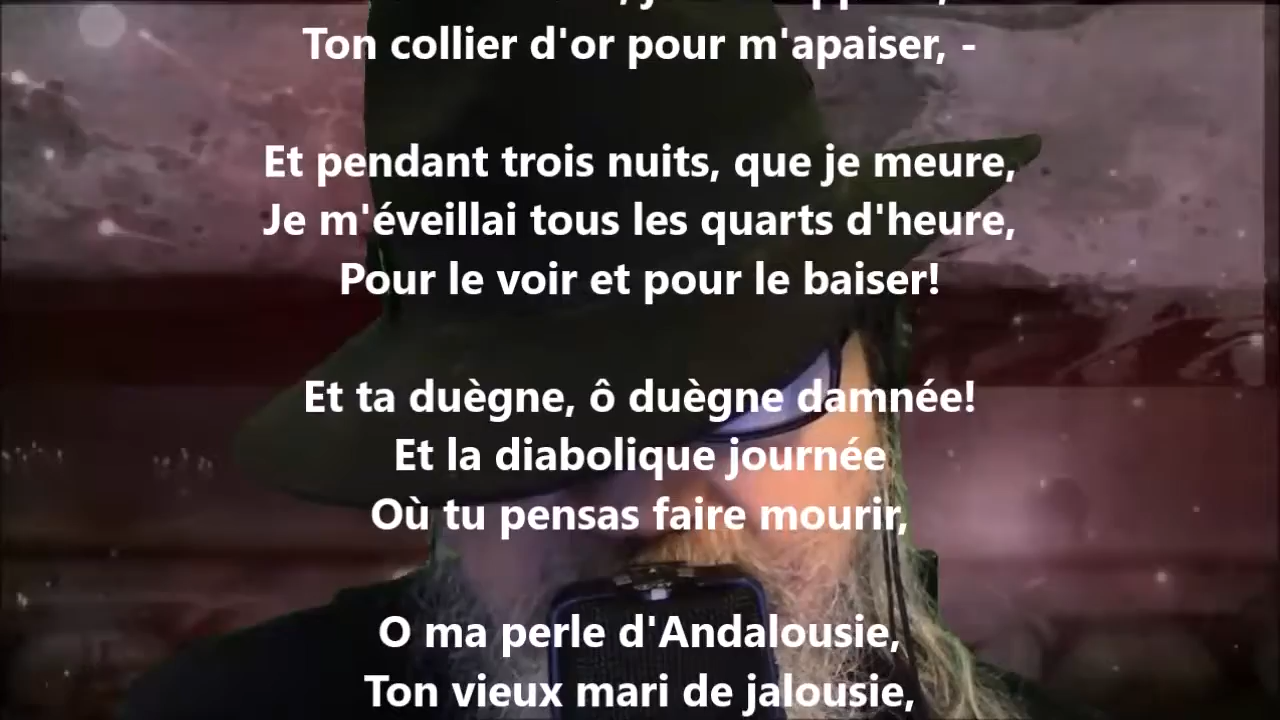 Ton collier d'or pour m'apaiser, -
Et pendant trois nuits, que je meure,
Je m'éveillai tous les quarts d'heure,
Pour le voir et pour le baiser!
Et ta duègne, ô duègne damnée!
Et la diabolique journée
Où tu pensas faire mourir,
O ma perle d'Andalousie,
Ton vieux mari de jalousie,